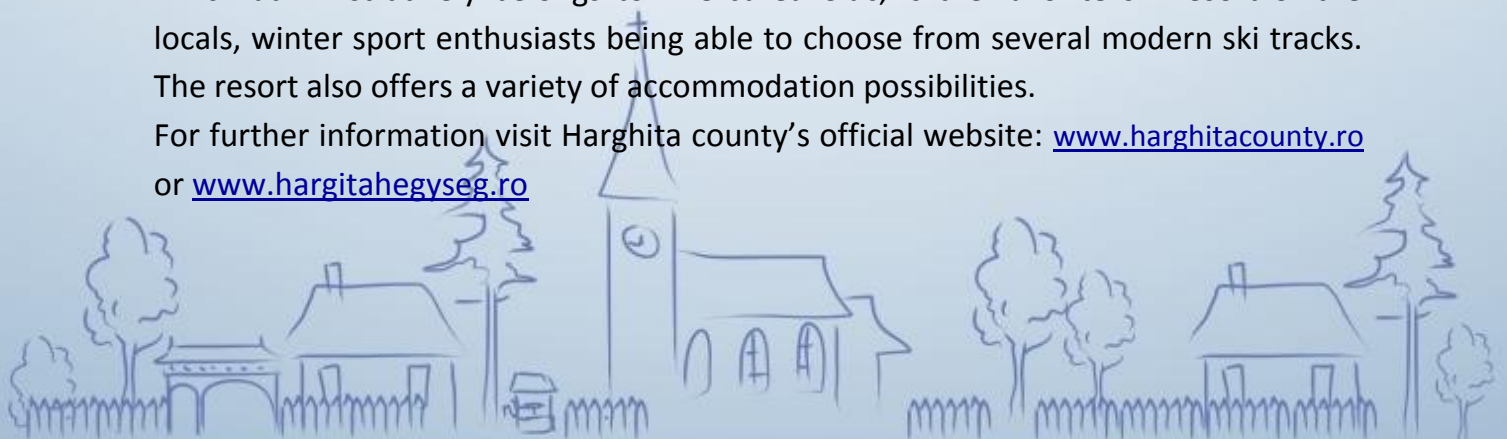 locals, winter sport enthusiasts being able to choose from several modern ski tracks.
The resort also offers a variety of accommodation possibilities.
For further information visit Harghita county's official website: www.harghitacounty.ro
or www.hargitahegyseg.ro